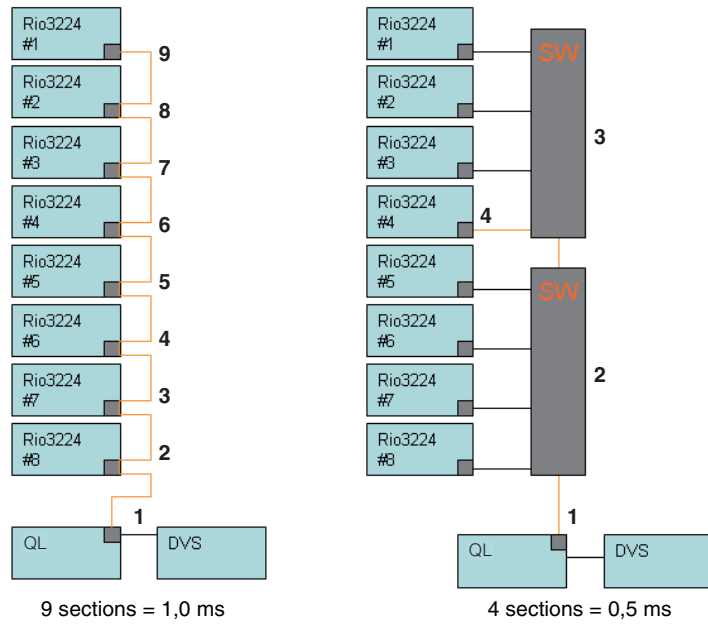 Rio3224
#1
9
Rio3224
#2
8
Rio3224
#3
7
Rio3224
#4
6
Rio3224
#5
5
Rio3224
#6
4
Rio3224
#7
3
Rio3224
#8
2
1
QL
DVS
9 sections = 1,0 ms
Rio3224
#1
SW
Rio3224
#2
3
Rio3224
#3
Rio3224
#4
4
Rio3224
#5
SW
Rio3224
#6
2
Rio3224
#7
Rio3224
#8
1
QL
DVS
4 sections = 0,5 ms